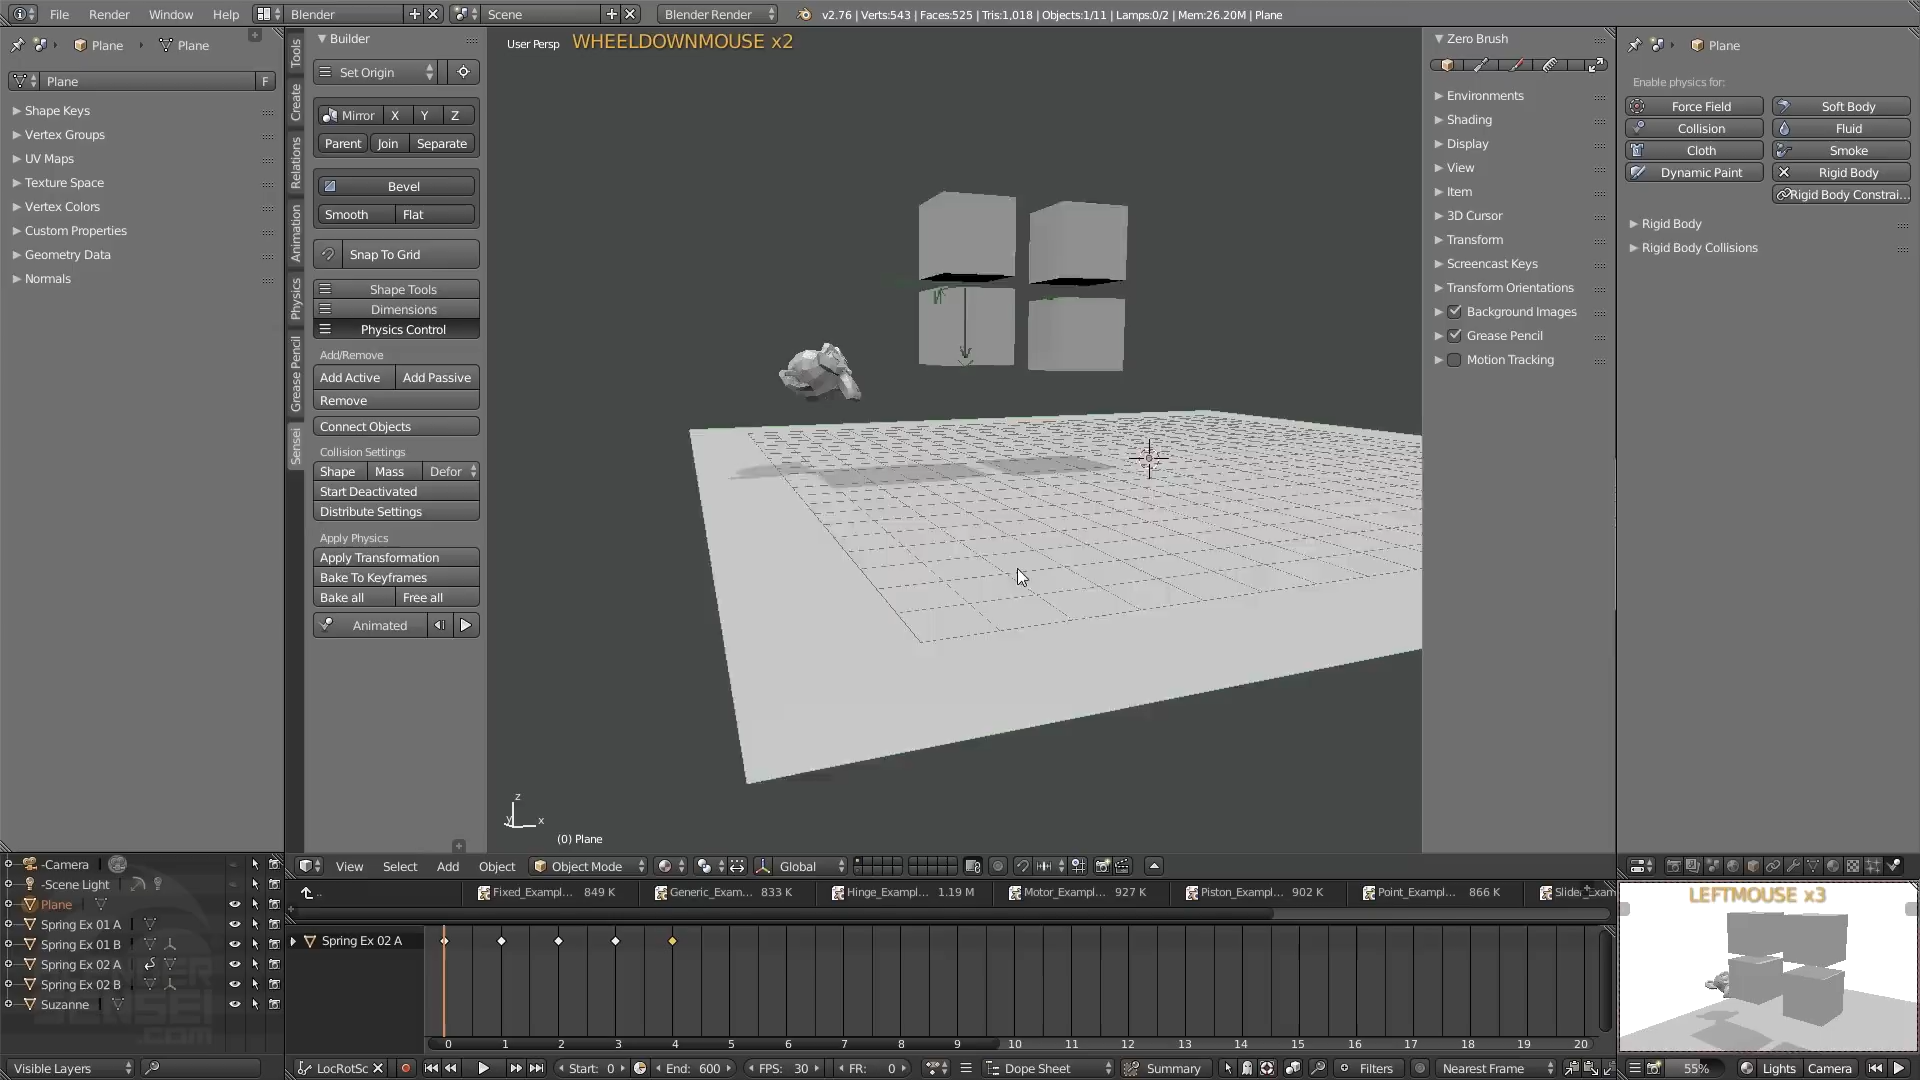 File Render Window Help Blender Scene Blender Render v2.76 | Verts:543 | Faces:525 | Tris:1,018 | Objects:1/11 | Lamps:0/2 | Mem:26.20M | Plane
Plane Plane
Plane F
Shape Keys
Vertex Groups
UV Maps
Texture Space
Vertex Colors
Custom Properties
Geometry Data
Normals
Tools
Create
Relations
Animation
Physics
Grease Pencil
Sensei
Builder
Set Origin
Mirror X Y Z
Parent Join Separate
Bevel
Smooth Flat
Snap To Grid
Shape Tools
Dimensions
Physics Control
Add/Remove
Add Active Add Passive
Remove
Connect Objects
Collision Settings
Shape Mass Defor
Start Deactivated
Distribute Settings
Apply Physics
Apply Transformation
Bake To Keyframes
Bake all Free all
Animated
User Persp WHEELDOWNMOUSE x2
z
y x
(0) Plane
Zero Brush
Environments
Shading
Display
View
Item
3D Cursor
Transform
Screencast Keys
Transform Orientations
Background Images
Grease Pencil
Motion Tracking
Plane
Enable physics for:
Force Field Soft Body
Collision Fluid
Cloth Smoke
Dynamic Paint Rigid Body
Rigid Body Constrai...
Rigid Body
Rigid Body Collisions
View Select Add Object Object Mode Global
-Camera
-Scene Light
Plane
Spring Ex 01 A
Spring Ex 01 B
Spring Ex 02 A
Spring Ex 02 B
Suzanne
SENSEI
.COM
Visible Layers
.. Fixed_Exampl... 849 K Generic_Exam... 833 K Hinge_Exampl... 1.19 M Motor_Exampl... 927 K Piston_Exampl... 902 K Point_Exampl... 866 K
Spring Ex 02 A
0 1 2 3 4 5 6 7 8 9 10 11 12 13 14 15 16 17 18 19 20
LocRotSc Start: 0 End: 600 FPS: 30 FR: 0 Dope Sheet Summary Filters Nearest Frame
LEFTMOUSE x3
55% Lights Camera